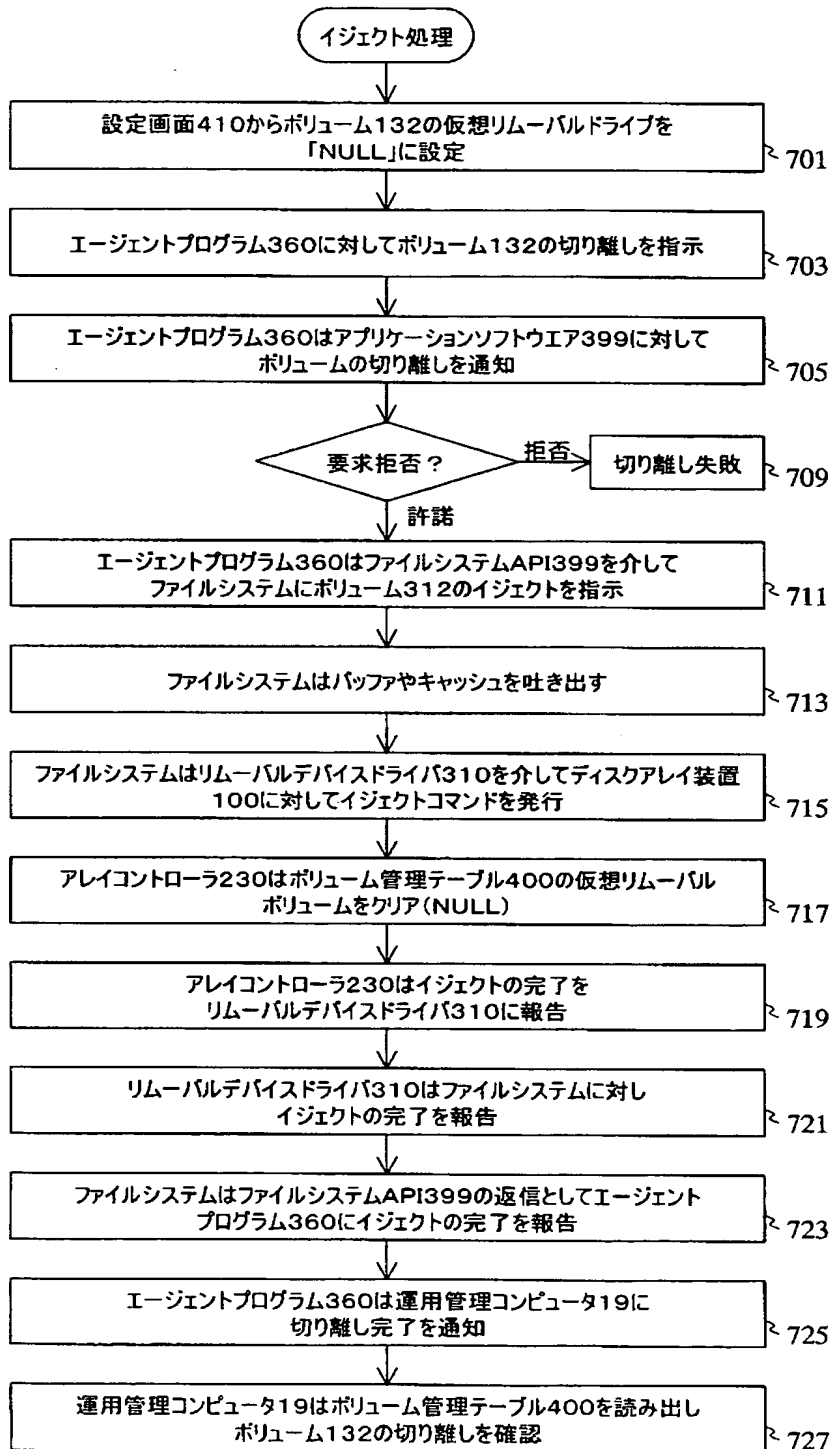 イジェクト処理
設定画面410からボリューム132の仮想リムーバルドライブを
「NULL」に設定
701
エージェントプログラム360に対してボリューム132の切り離しを指示
703
エージェントプログラム360はアプリケーションソフトウエア399に対して
ボリュームの切り離しを通知
705
要求拒否?
拒否
切り離し失敗
709
許諾
エージェントプログラム360はファイルシステムAPI399を介して
ファイルシステムにボリューム312のイジェクトを指示
711
ファイルシステムはバッファやキャッシュを吐き出す
713
ファイルシステムはリムーバルデバイスドライバ310を介してディスクアレイ装置
100に対してイジェクトコマンドを発行
715
アレイコントローラ230はボリューム管理テーブル400の仮想リムーバル
ボリュームをクリア(NULL)
717
アレイコントローラ230はイジェクトの完了を
リムーバルデバイスドライバ310に報告
719
リムーバルデバイスドライバ310はファイルシステムに対し
イジェクトの完了を報告
721
ファイルシステムはファイルシステムAPI399の返信としてエージェント
プログラム360にイジェクトの完了を報告
723
エージェントプログラム360は運用管理コンピュータ19に
切り離し完了を通知
725
運用管理コンピュータ19はボリューム管理テーブル400を読み出し
ボリューム132の切り離しを確認
727